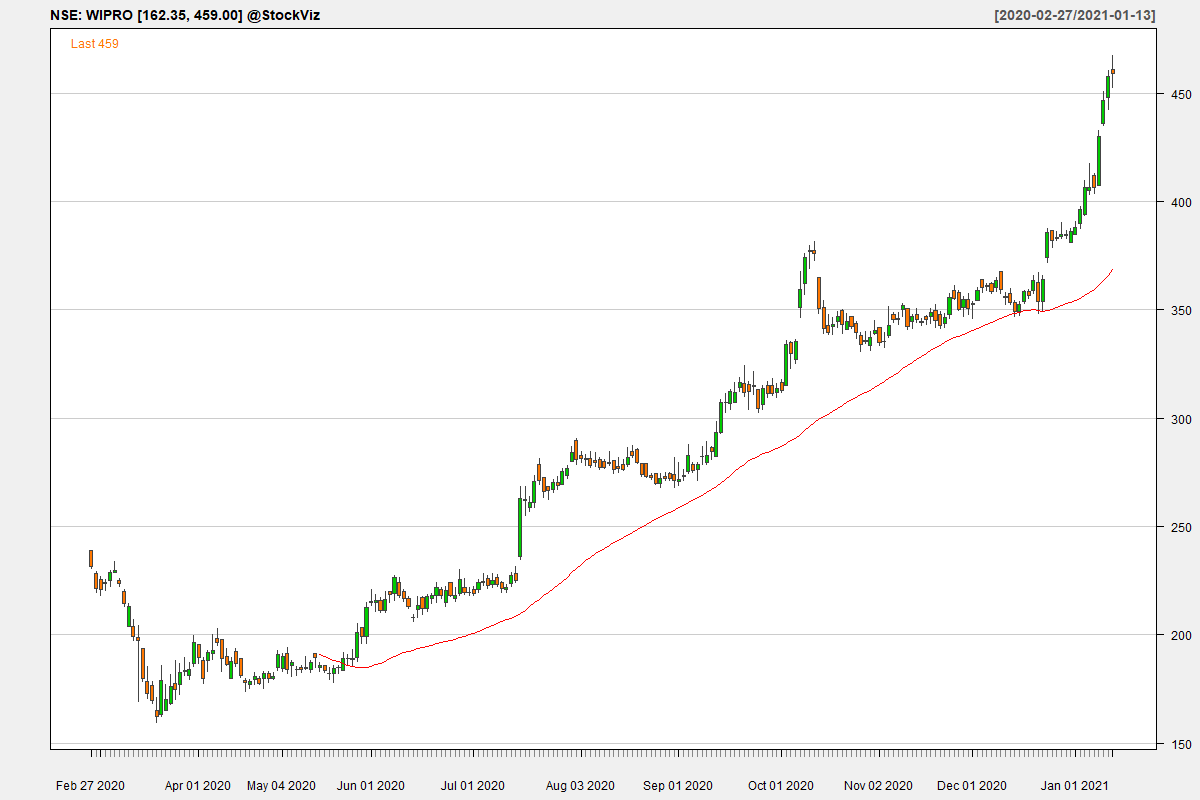 NSE: WIPRO [162.35, 459.00] @StockViz [2020-02-27/2021-01-13]
Last 459
450
400
350
300
250
200
150
Feb 27 2020 Apr 01 2020 May 04 2020 Jun 01 2020 Jul 01 2020 Aug 03 2020 Sep 01 2020 Oct 01 2020 Nov 02 2020 Dec 01 2020 Jan 01 2021